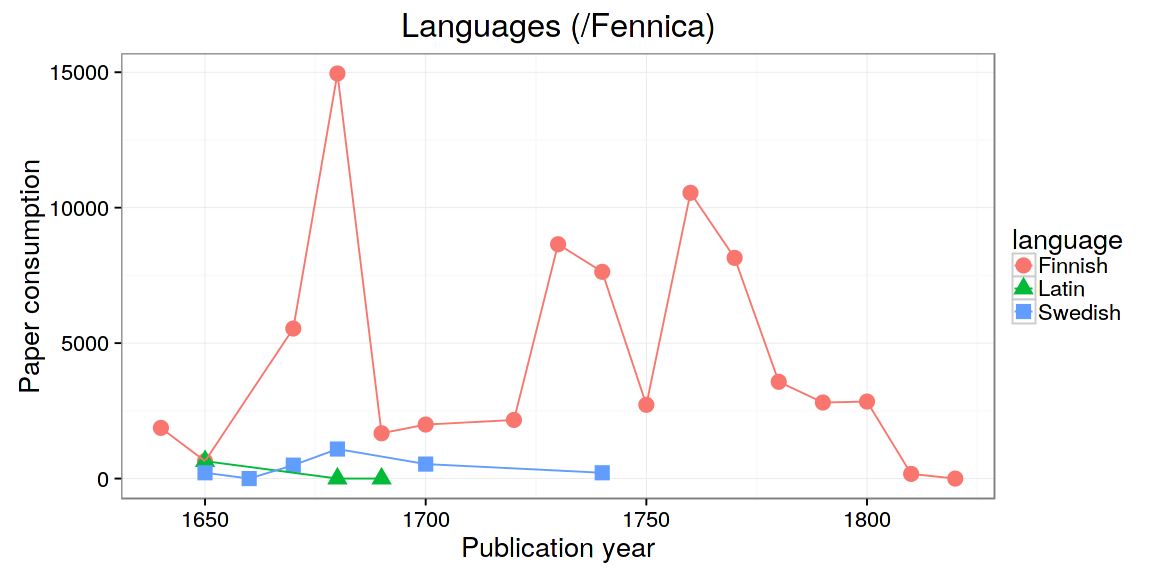 Languages (/Fennica)
15000
10000
5000
0
Paper consumption
1650 1700 1750 1800
Publication year
language
Finnish
Latin
Swedish